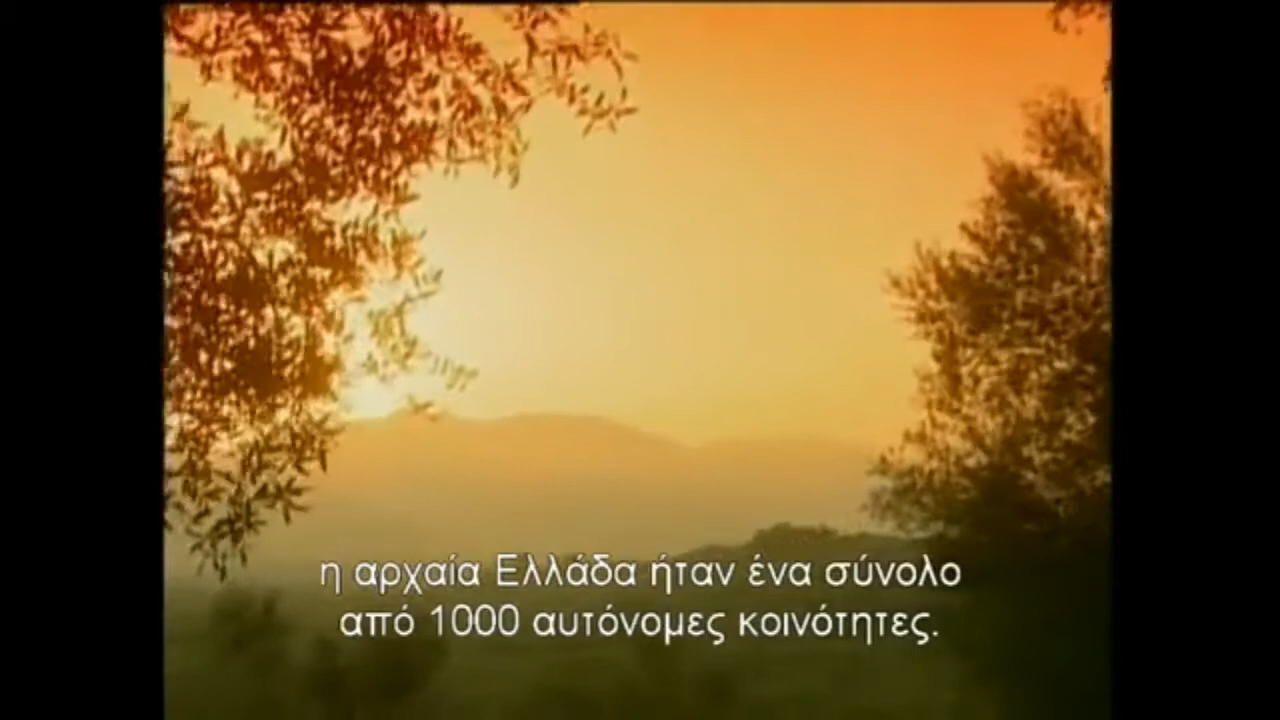 η αρχαία Ελλάδα ήταν ένα σύνολο
από 1000 αυτόνομες κοινότητες.